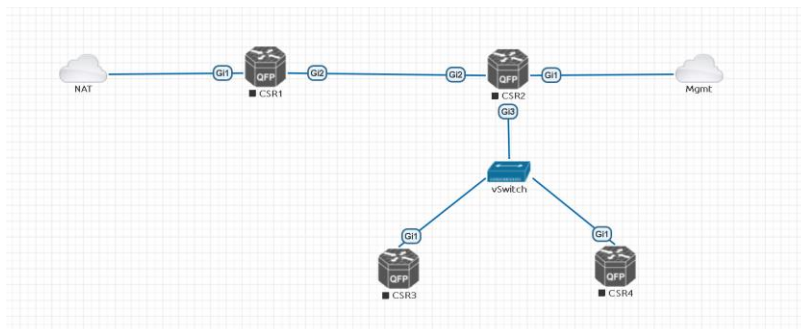 NAT
Gi1
QFP
CSR1
Gi2
Gi2
QFP
CSR2
Gi1
Mgmt
Gi3
vSwitch
Gi1
QFP
CSR3
Gi1
QFP
CSR4